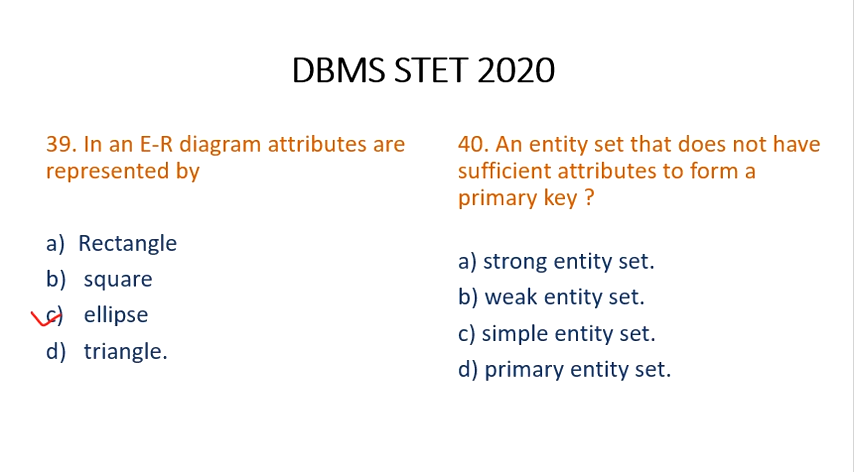 DBMS STET 2020
39. In an E-R diagram attributes are
represented by
a) Rectangle
b) square
c) ellipse
d) triangle.
40. An entity set that does not have
sufficient attributes to form a
primary key ?
a) strong entity set.
b) weak entity set.
c) simple entity set.
d) primary entity set.